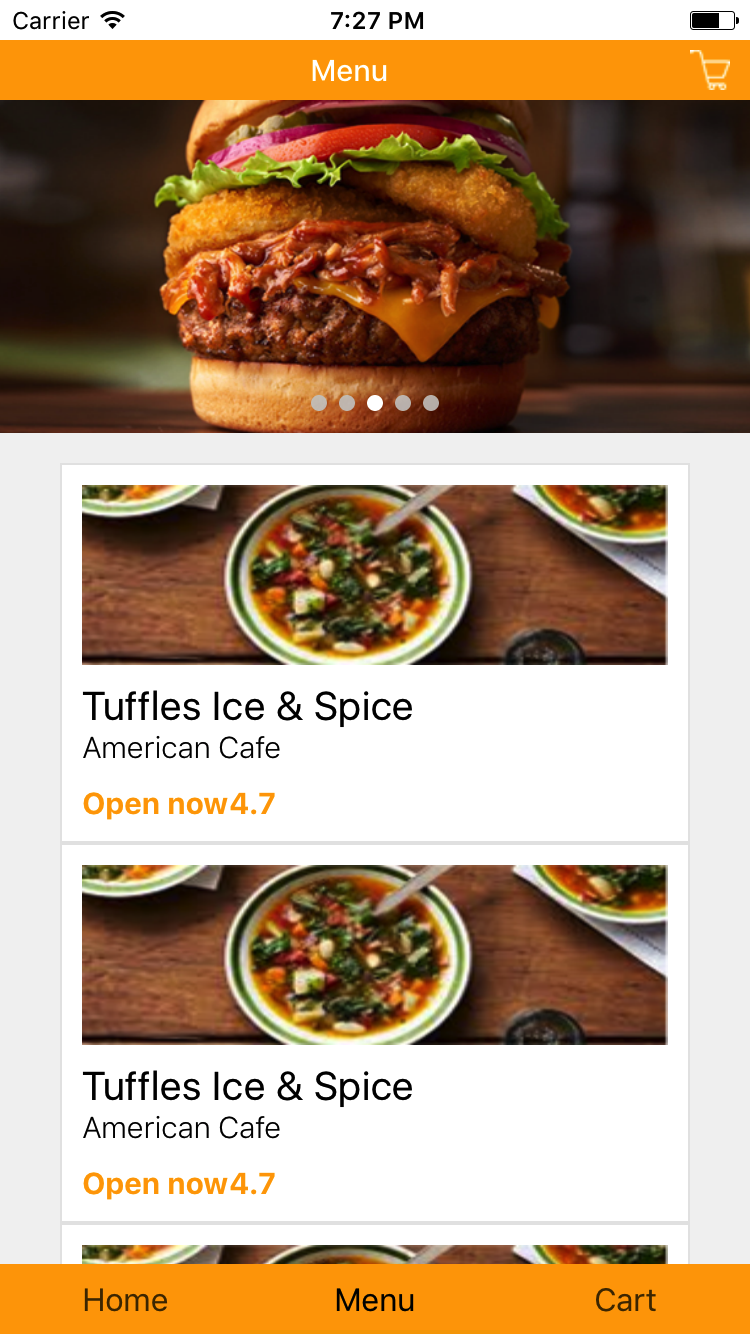 Carrier 7:27 PM
Menu
Tuffles Ice & Spice
American Cafe
Open now4.7
Tuffles Ice & Spice
American Cafe
Open now4.7
Home Menu Cart